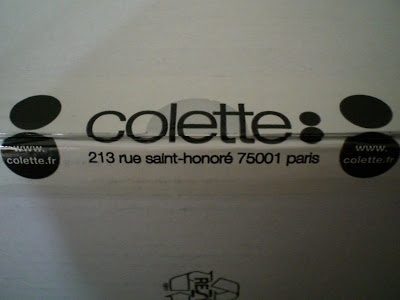 colette:
213 rue saint-honoré 75001 paris
www.
colette.fr
www.
colette.fr